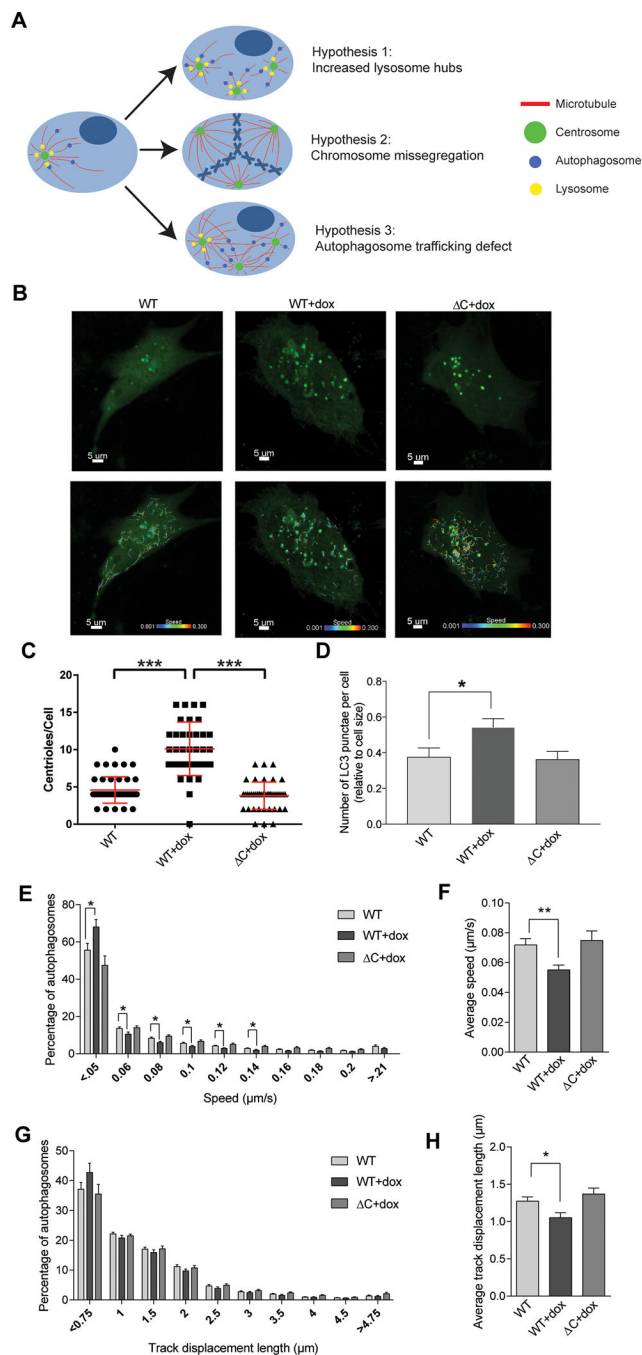 A
Hypothesis 1:
Increased lysosome hubs
Hypothesis 2:
Chromosome missegregation
Hypothesis 3:
Autophagosome trafficking defect
Microtubule
Centrosome
Autophagosome
Lysosome
B
WT
WT+dox
ΔC+dox
5 um
5 um
5 um
5 um
Speed
0.001 0.300
5 um
Speed
0.001 0.300
5 um
Speed
0.001 0.300
C
Centrioles/Cell
20
15
10
5
0
***
***
WT
WT+dox
ΔC+dox
D
Number of LC3 punctae per cell
(relative to cell size)
0.8
0.6
0.4
0.2
0.0
*
WT
WT+dox
ΔC+dox
E
Percentage of autophagosomes
80
60
40
20
0
*
*
*
*
*
*
WT
WT+dox
ΔC+dox
<.05
0.06
0.08
0.1
0.12
0.14
0.16
0.18
0.2
>.21
Speed (µm/s)
F
Average speed (µm/s)
0.10
0.08
0.06
0.04
0.02
0.00
**
WT
WT+dox
ΔC+dox
G
Percentage of autophagosomes
50
40
30
20
10
0
WT
WT+dox
ΔC+dox
<0.75
1
1.5
2
2.5
3
3.5
4
4.5
>4.75
Track displacement length (µm)
H
Average track displacement length (µm)
2.0
1.5
1.0
0.5
0.0
*
WT
WT+dox
ΔC+dox